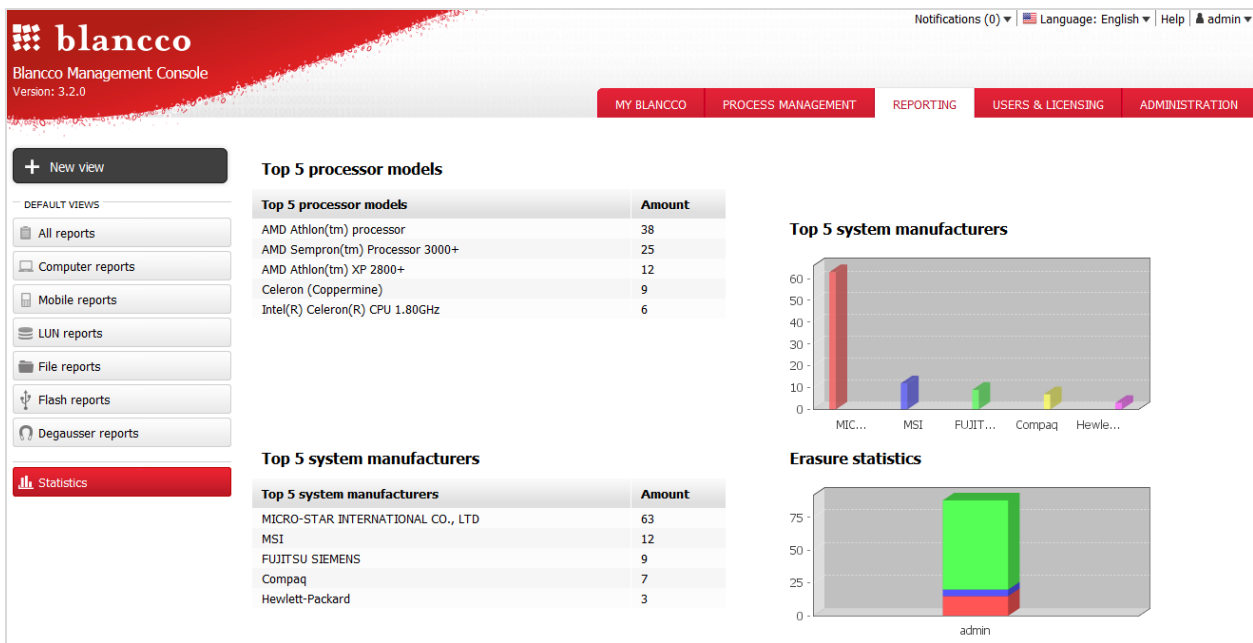 Notifications (0) Language: English Help admin
blancco
Blancco Management Console
Version: 3.2.0
MY BLANCCO PROCESS MANAGEMENT REPORTING USERS & LICENSING ADMINISTRATION
+ New view
DEFAULT VIEWS
All reports
Computer reports
Mobile reports
LUN reports
File reports
Flash reports
Degausser reports
Statistics
Top 5 processor models
Top 5 processor models Amount
AMD Athlon(tm) processor 38
AMD Sempron(tm) Processor 3000+ 25
AMD Athlon(tm) XP 2800+ 12
Celeron (Coppermine) 9
Intel(R) Celeron(R) CPU 1.80GHz 6
Top 5 system manufacturers
60
50
40
30
20
10
0
MIC... MSI FUJIT... Compaq Hewle...
Top 5 system manufacturers
Top 5 system manufacturers Amount
MICRO-STAR INTERNATIONAL CO., LTD 63
MSI 12
FUJITSU SIEMENS 9
Compaq 7
Hewlett-Packard 3
Erasure statistics
75
50
25
0
admin